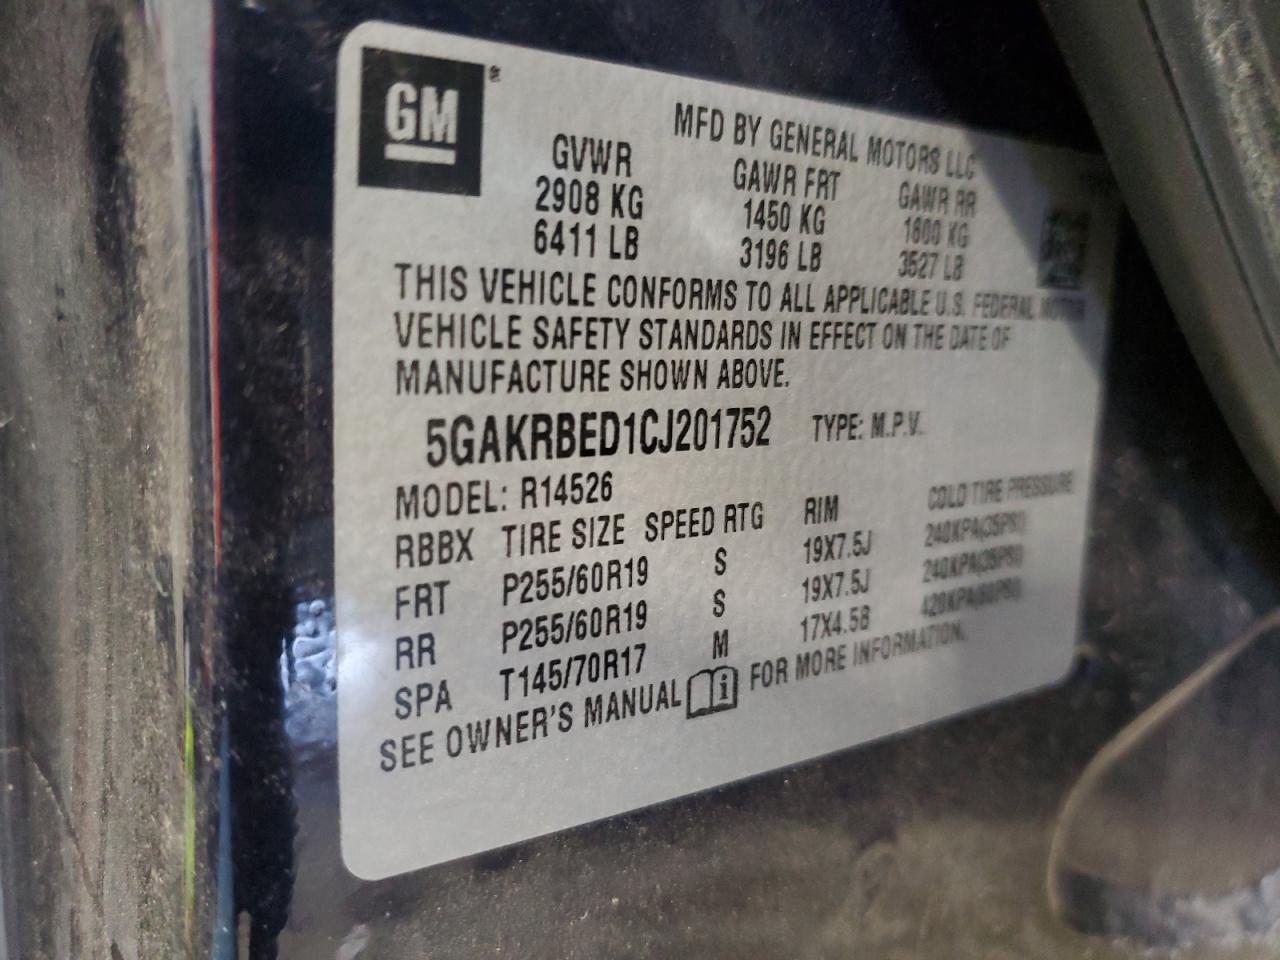 GM
MFD BY GENERAL MOTORS LLC
GVWR GAWR FRT GAWR RR
2908 KG 1450 KG 1600 KG
6411 LB 3196 LB 3527 LB
THIS VEHICLE CONFORMS TO ALL APPLICABLE U.S. FEDERAL MOTOR
VEHICLE SAFETY STANDARDS IN EFFECT ON THE DATE OF
MANUFACTURE SHOWN ABOVE.
5GAKRBED1CJ201752 TYPE: M.P.V.
MODEL: R14526
RBBX TIRE SIZE SPEED RTG RIM COLD TIRE PRESSURE
FRT P255/60R19 S 19X7.5J 240KPA(35PSI)
RR P255/60R19 S 19X7.5J 240KPA(35PSI)
SPA T145/70R17 M 17X4.5B 420KPA(60PSI)
SEE OWNER'S MANUAL FOR MORE INFORMATION.